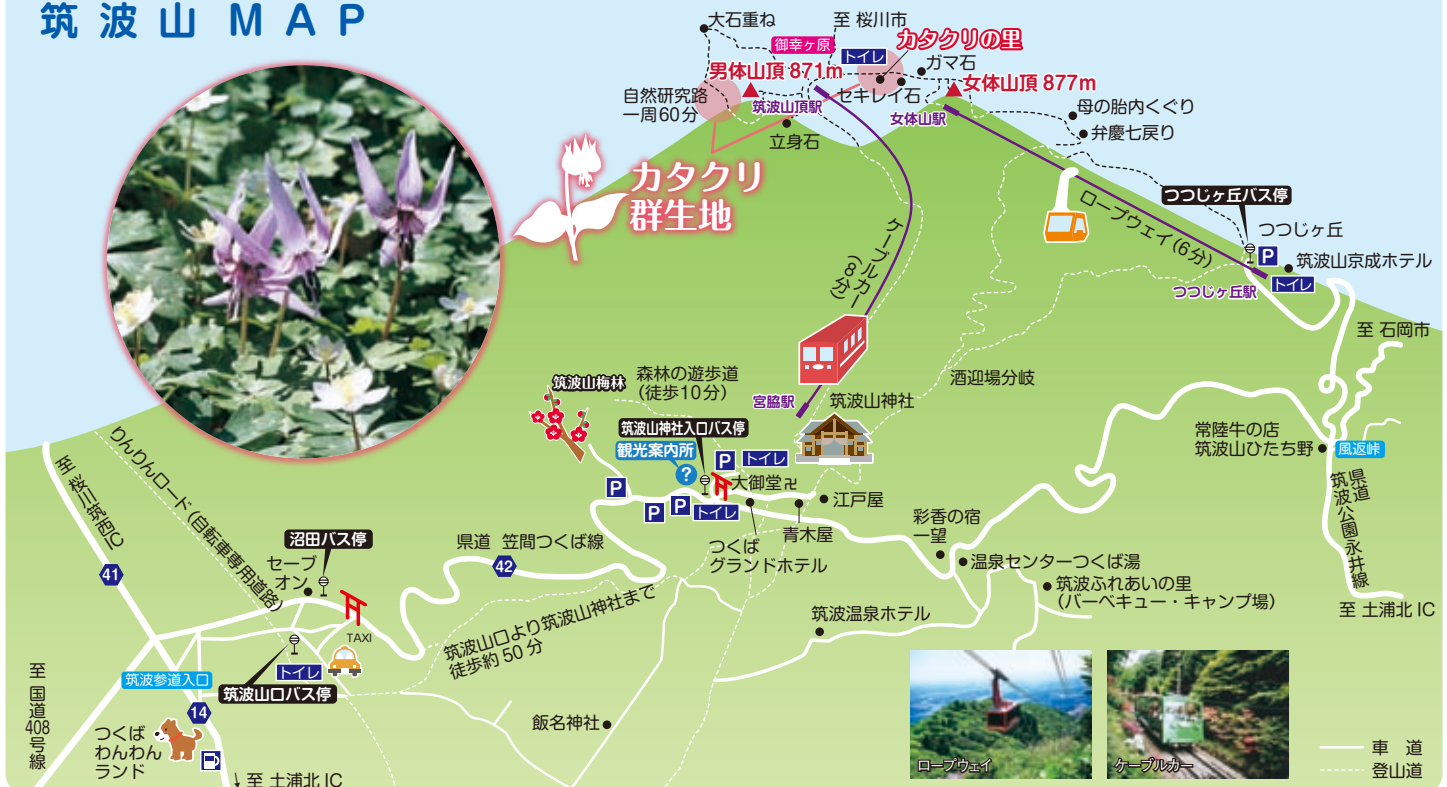 筑波山 MAP
大石重ね
至 桜川市
御幸ヶ原
トイレ
カタクリの里
ガマ石
男体山頂 871m
女体山頂 877m
セキレイ石
自然研究路
一周60分
筑波山頂駅
女体山駅
母の胎内くぐり
弁慶七戻り
立身石
カタクリ
群生地
つつじヶ丘バス停
つつじヶ丘
P
筑波山京成ホテル
ロープウェイ(6分)
つつじヶ丘駅
トイレ
ケーブルカー
(8分)
至 石岡市
筑波山梅林
森林の遊歩道
(徒歩10分)
宮脇駅
筑波山神社
酒迎場分岐
筑波山神社入口バス停
観光案内所
?
P
トイレ
大御堂卍
江戸屋
常陸牛の店
筑波山ひたち野
風返峠
県道
筑波公園永井線
至 土浦北 IC
P
P
P
トイレ
青木屋
つくば
グランドホテル
彩香の宿
一望
温泉センターつくば湯
筑波ふれあいの里
(バーベキュー・キャンプ場)
筑波温泉ホテル
至 桜川筑西IC
りんりんロード(自転車専用道路)
41
沼田バス停
セーブ
オン
県道 笠間つくば線
42
TAXI
筑波山口より筑波山神社まで
徒歩約 50 分
トイレ
筑波山口バス停
筑波参道入口
至 国道408号線
14
つくば
わんわん
ランド
↓至 土浦北 IC
飯名神社
ロープウェイ
ケーブルカー
車 道
登山道